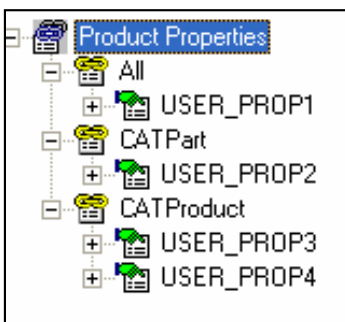 Product Properties
All
USER_PROP1
CATPart
USER_PROP2
CATProduct
USER_PROP3
USER_PROP4